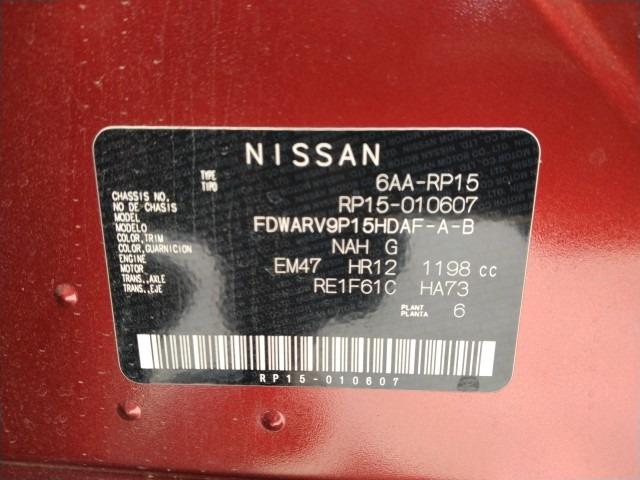 NISSAN
TYPE
TIPO 6AA-RP15
CHASSIS NO.
NO DE CHASSIS RP15-010607
MODEL
MODELO FDWARV9P15HDAF-A-B
COLOR,TRIM
COLOR,GUARNICION NAH G
ENGINE
MOTOR EM47 HR12 1198 cc
TRANS.,AXLE
TRANS.,EJE RE1F61C HA73
PLANT
PLANTA 6
RP15-010607